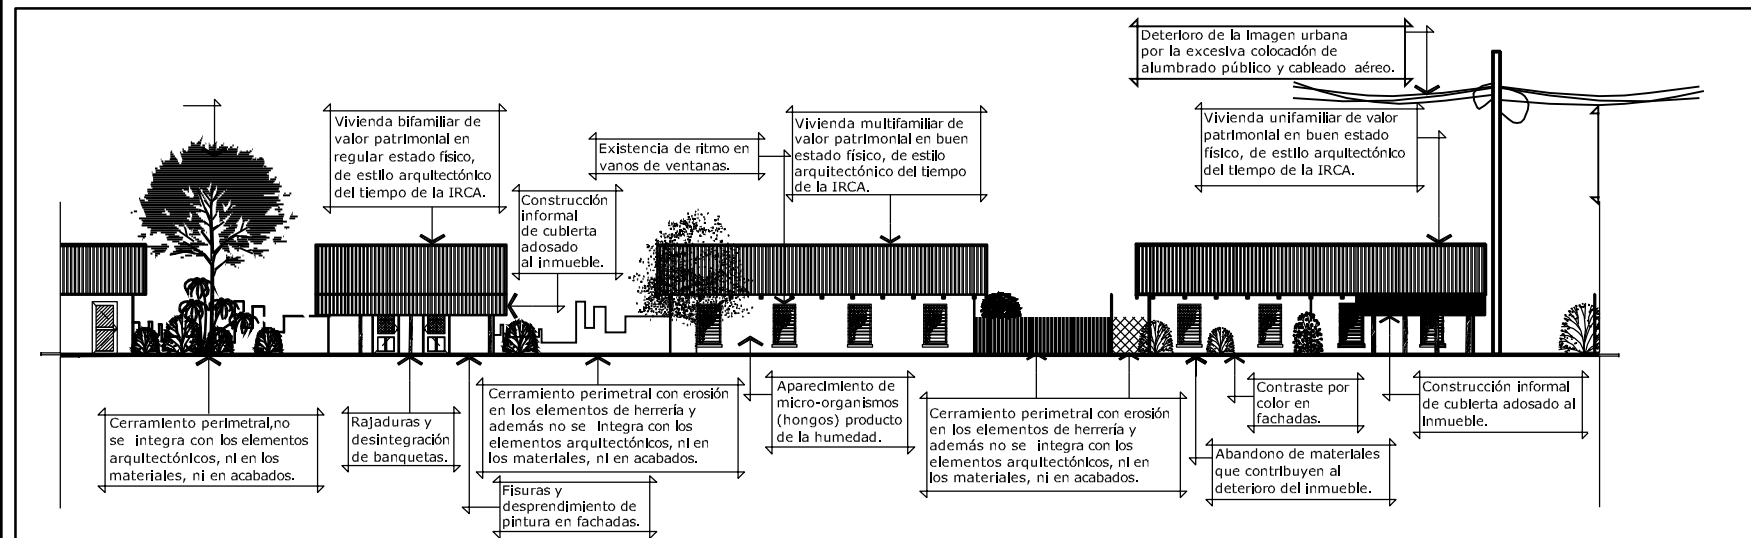 Deterioro de la imagen urbana
por la excesiva colocación de
alumbrado público y cableado aéreo.
Vivienda bifamiliar de
valor patrimonial en
regular estado físico,
de estilo arquitectónico
del tiempo de la IRCA.
Existencia de ritmo en
vanos de ventanas.
Vivienda multifamiliar de
valor patrimonial en buen
estado físico, de estilo
arquitectónico del tiempo
de la IRCA.
Vivienda unifamiliar de valor
patrimonial en buen estado
físico, de estilo arquitectónico
del tiempo de la IRCA.
Construcción
informal
de cubierta
adosado
al inmueble.
Cerramiento perimetral,no
se integra con los elementos
arquitectónicos, ni en los
materiales, ni en acabados.
Rajaduras y
desintegración
de banquetas.
Cerramiento perimetral con erosión
en los elementos de herrería y
además no se integra con los
elementos arquitectónicos, ni en
los materiales, ni en acabados.
Fisuras y
desprendimiento de
pintura en fachadas.
Aparecimiento de
micro-organismos
(hongos) producto
de la humedad.
Cerramiento perimetral con erosión
en los elementos de herrería y
además no se integra con los
elementos arquitectónicos, ni en
los materiales, ni en acabados.
Contraste por
color en
fachadas.
Abandono de materiales
que contribuyen al
deterioro del inmueble.
Construcción informal
de cubierta adosado al
inmueble.